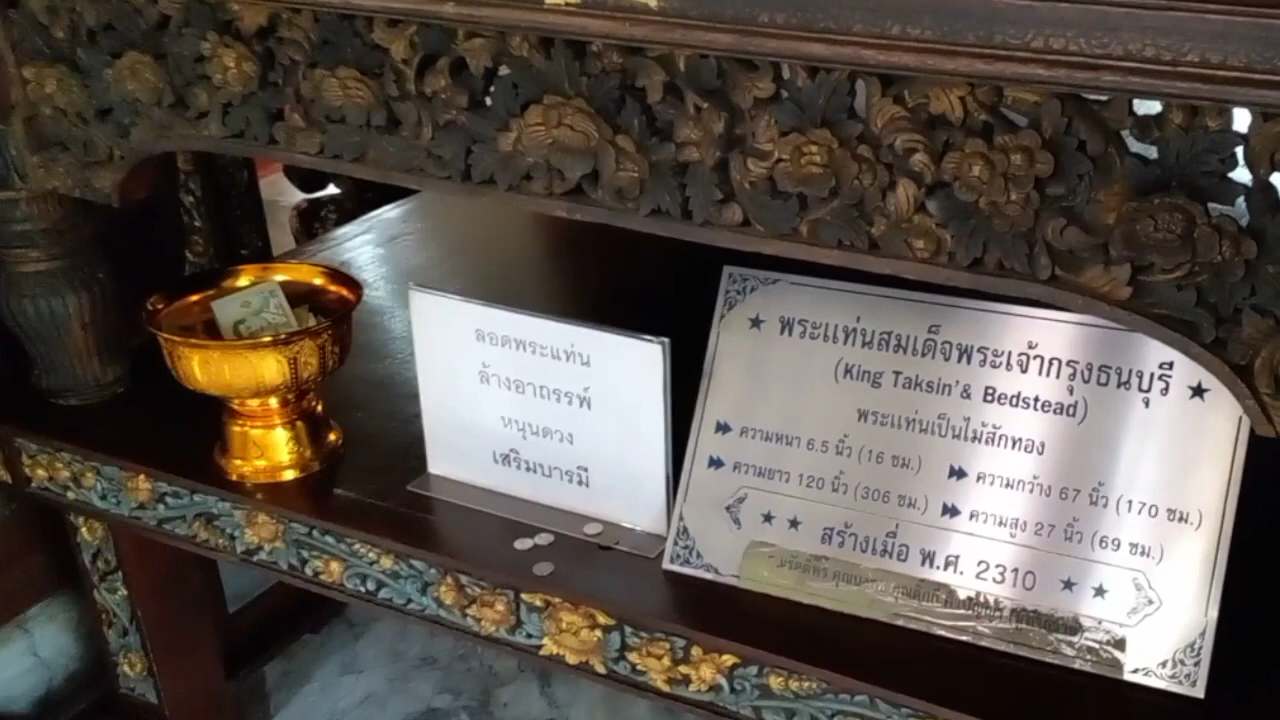 ลอดพระแท่น
ล้างอาถรรพ์
หนุนดวง
เสริมบารมี
พระแท่นสมเด็จพระเจ้ากรุงธนบุรี
(King Taksin'& Bedstead)
พระแท่นเป็นไม้สักทอง
ความหนา 6.5 นิ้ว (16 ซม.)
ความกว้าง 67 นิ้ว (170 ซม.)
ความยาว 120 นิ้ว (306 ซม.)
ความสูง 27 นิ้ว (69 ซม.)
สร้างเมื่อ พ.ศ. 2310